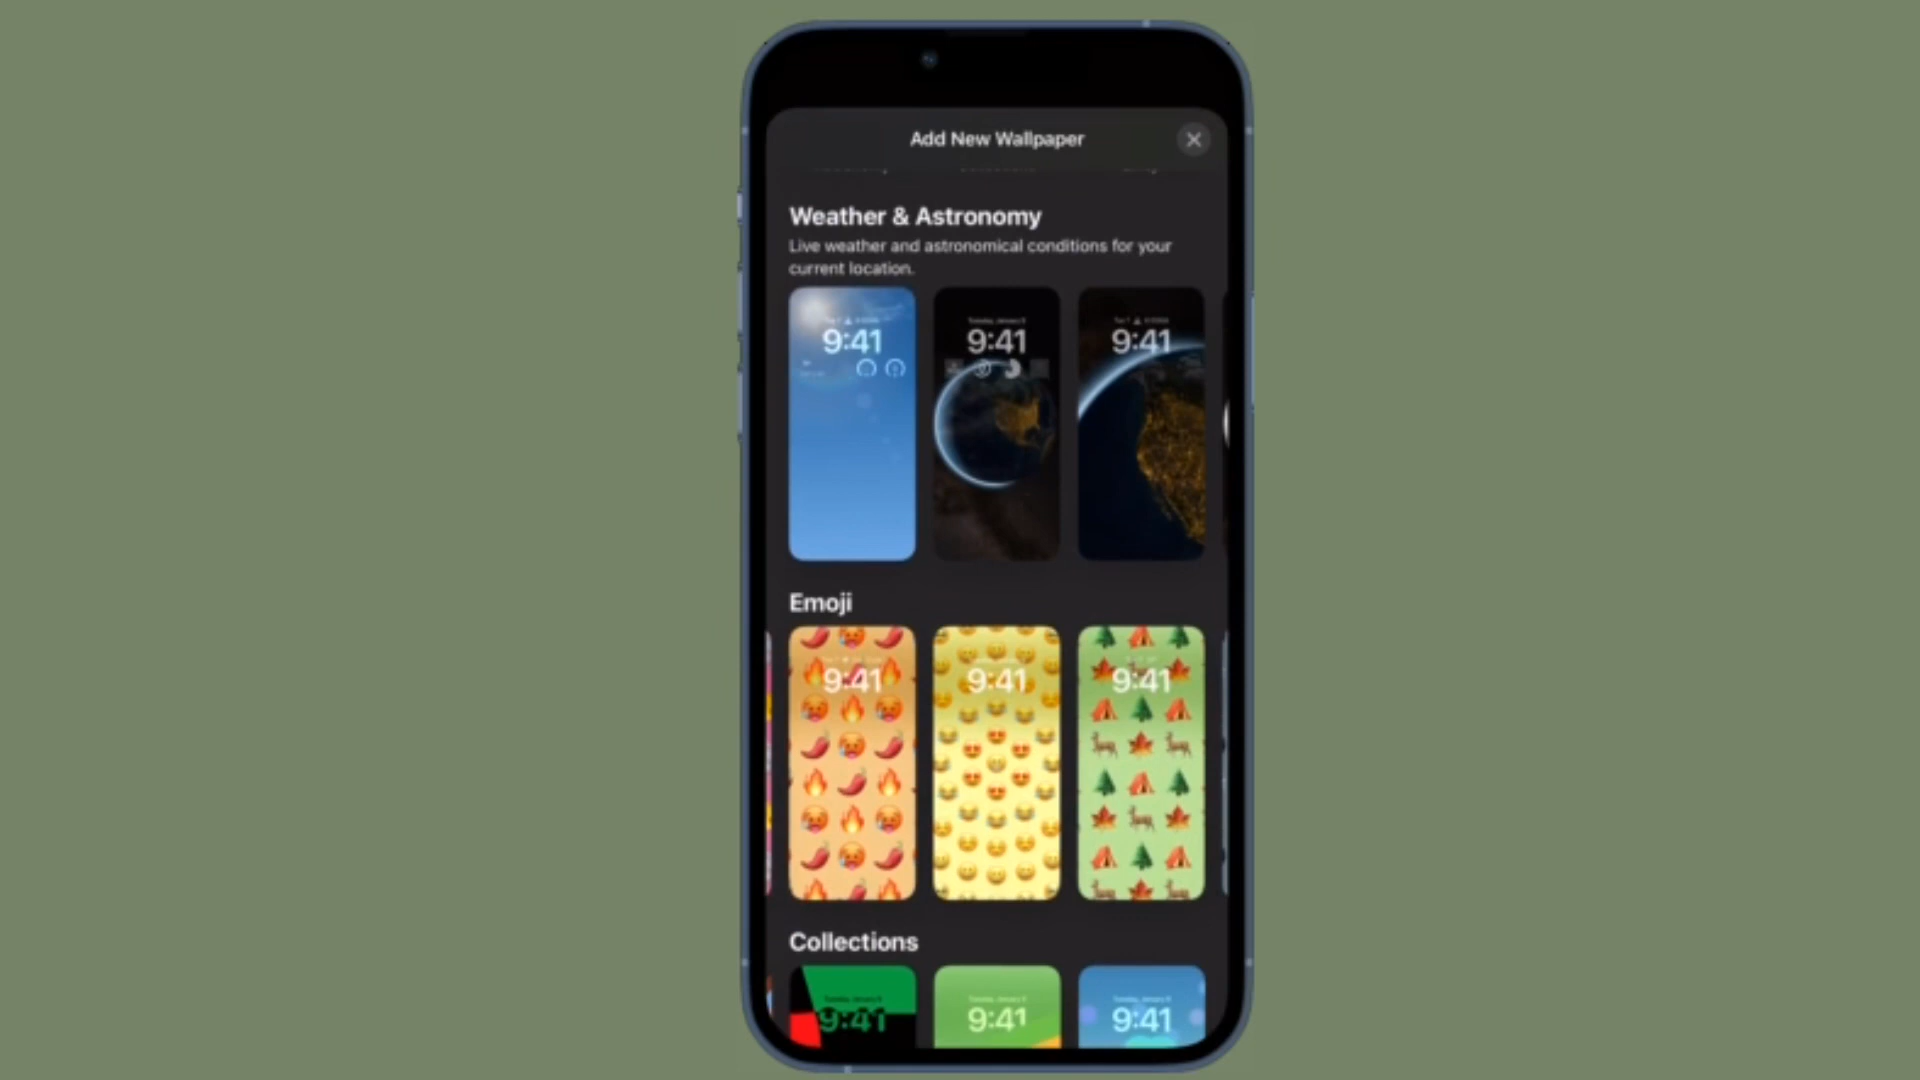 Add New Wallpaper
Weather & Astronomy
Live weather and astronomical conditions for your
current location.
9:41
9:41
9:41
Emoji
9:41
9:41
9:41
Collections
9:41
9:41
9:41